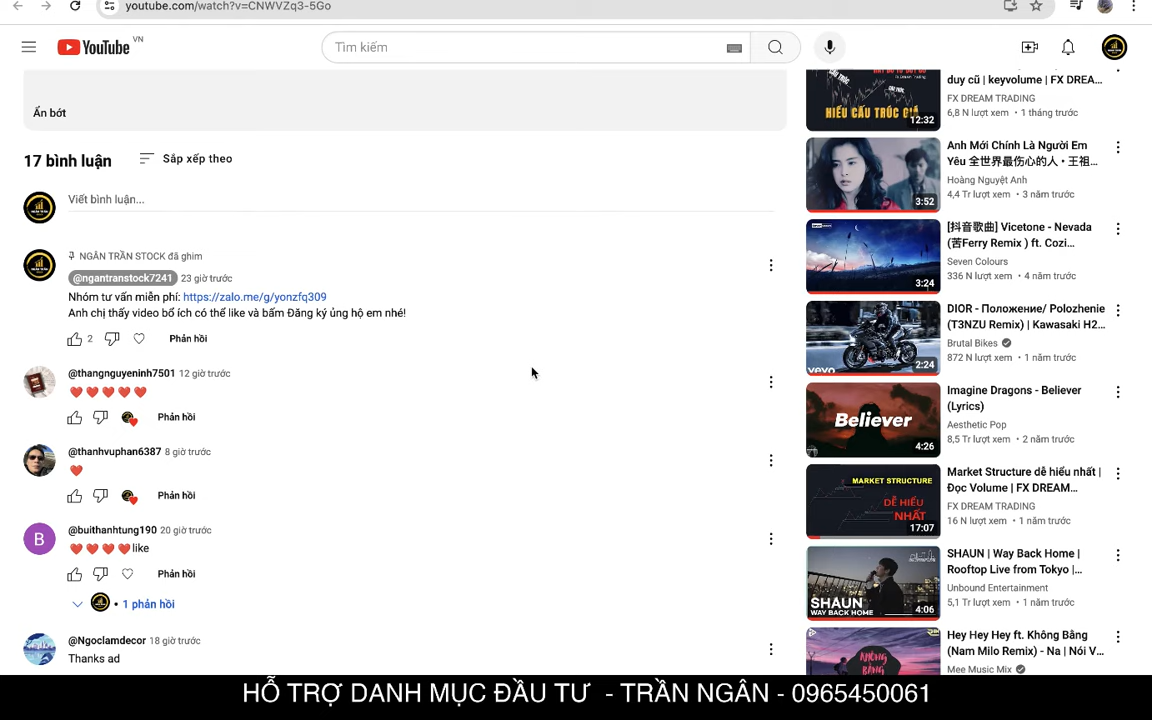 youtube.com/watch?v=CNWVZq3-5Go
YouTube VN
Tìm kiếm
Ẩn bớt
17 bình luận
Sắp xếp theo
Viết bình luận...
NGÂN TRẦN STOCK đã ghim
@ngantranstock7241 23 giờ trước
Nhóm tư vấn miễn phí: https://zalo.me/g/yonzfq309
Anh chị thấy video bổ ích có thể like và bấm Đăng ký ủng hộ em nhé!
2
Phản hồi
@thangnguyeninh7501 12 giờ trước
❤️❤️❤️❤️❤️
Phản hồi
@thanhvuphan6387 8 giờ trước
❤️
Phản hồi
B
@buithanhtung190 20 giờ trước
❤️❤️❤️❤️like
Phản hồi
• 1 phản hồi
@Ngoclamdecor 18 giờ trước
Thanks ad
HIỂU CẤU TRÚC GIÁ
12:32
duy cũ | keyvolume | FX DREA...
FX DREAM TRADING
6,8 N lượt xem • 1 tháng trước
3:52
Anh Mới Chính Là Người Em
Yêu 全世界最伤心的人 • 王祖...
Hoàng Nguyệt Anh
4,4 Tr lượt xem • 3 năm trước
3:24
[抖音歌曲] Vicetone - Nevada
(苦Ferry Remix ) ft. Cozi...
Seven Colours
336 N lượt xem • 4 năm trước
vevo
2:24
DIOR - Положение/ Polozhenie
(T3NZU Remix) | Kawasaki H2...
Brutal Bikes
872 N lượt xem • 1 năm trước
Believer
4:26
Imagine Dragons - Believer
(Lyrics)
Aesthetic Pop
8,5 Tr lượt xem • 2 năm trước
MARKET STRUCTURE
DỄ HIỂU
NHẤT
17:07
Market Structure dễ hiểu nhất |
Đọc Volume | FX DREAM...
FX DREAM TRADING
16 N lượt xem • 1 năm trước
SHAUN
WAY BACK HOME
4:06
SHAUN | Way Back Home |
Rooftop Live from Tokyo |...
Unbound Entertainment
5,1 Tr lượt xem • 1 năm trước
KHÔNG
BẰNG
Hey Hey Hey ft. Không Bằng
(Nam Milo Remix) - Na | Nói V...
Mee Music Mix
HỖ TRỢ DANH MỤC ĐẦU TƯ - TRẦN NGÂN - 0965450061